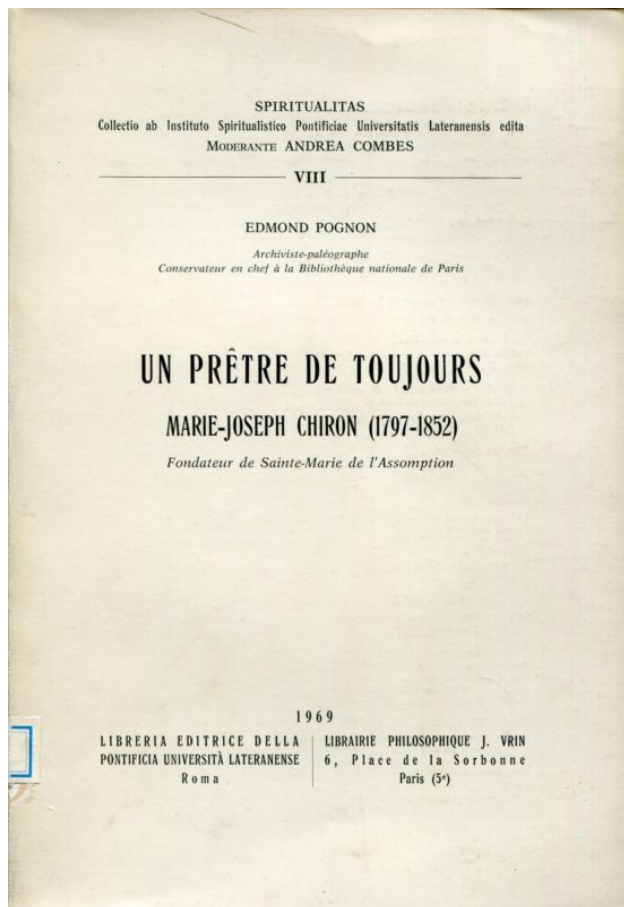 SPIRITUALITAS
Collectio ab Instituto Spiritualistico Pontificiae Universitatis Lateranensis edita
MODERANTE ANDREA COMBES
VIII
EDMOND POGNON
Archiviste-paléographe
Conservateur en chef à la Bibliothèque nationale de Paris
UN PRÊTRE DE TOUJOURS
MARIE-JOSEPH CHIRON (1797-1852)
Fondateur de Sainte-Marie de l'Assomption
1969
LIBRERIA EDITRICE DELLA
PONTIFICIA UNIVERSITÀ LATERANENSE
Roma
LIBRAIRIE PHILOSOPHIQUE J. VRIN
6, Place de la Sorbonne
Paris (5e)